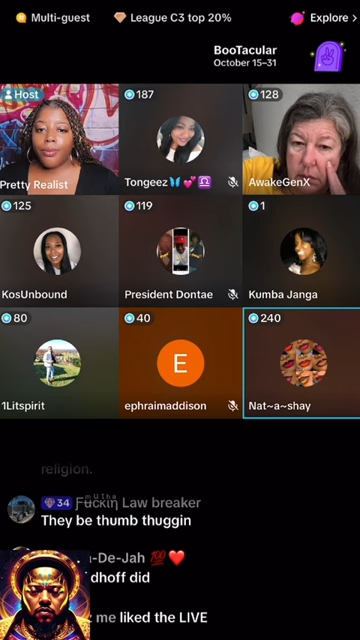 Multi-guest
League C3 top 20%
Explore >
BooTacular
October 15–31
Host
187
128
Pretty Realist
Tongeez🦋💕♎
AwakeGenX
125
119
1
KosUnbound
President Dontae
Kumba Janga
80
40
240
E
1Litspirit
ephraimaddison
Nat~a~shay
religion.
34 Law breaker
They be thumb thuggin
-De-Jah 💯❤️
dhoff did
me liked the LIVE